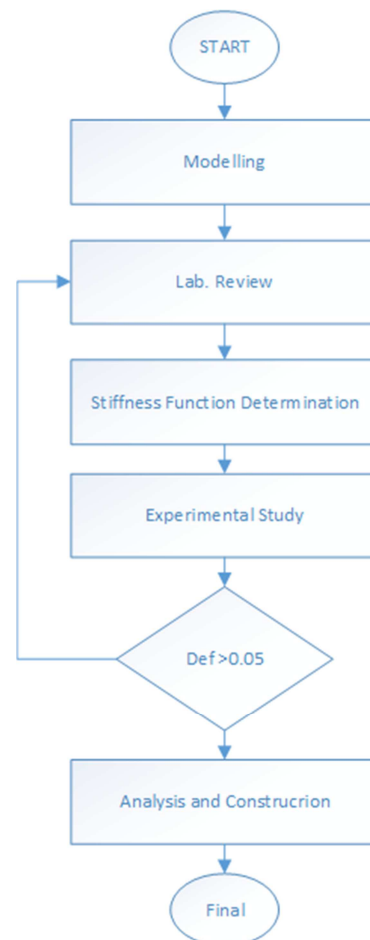 START
Modelling
Lab. Review
Stiffness Function Determination
Experimental Study
Def>0.05
Analysis and Construcrion
Final